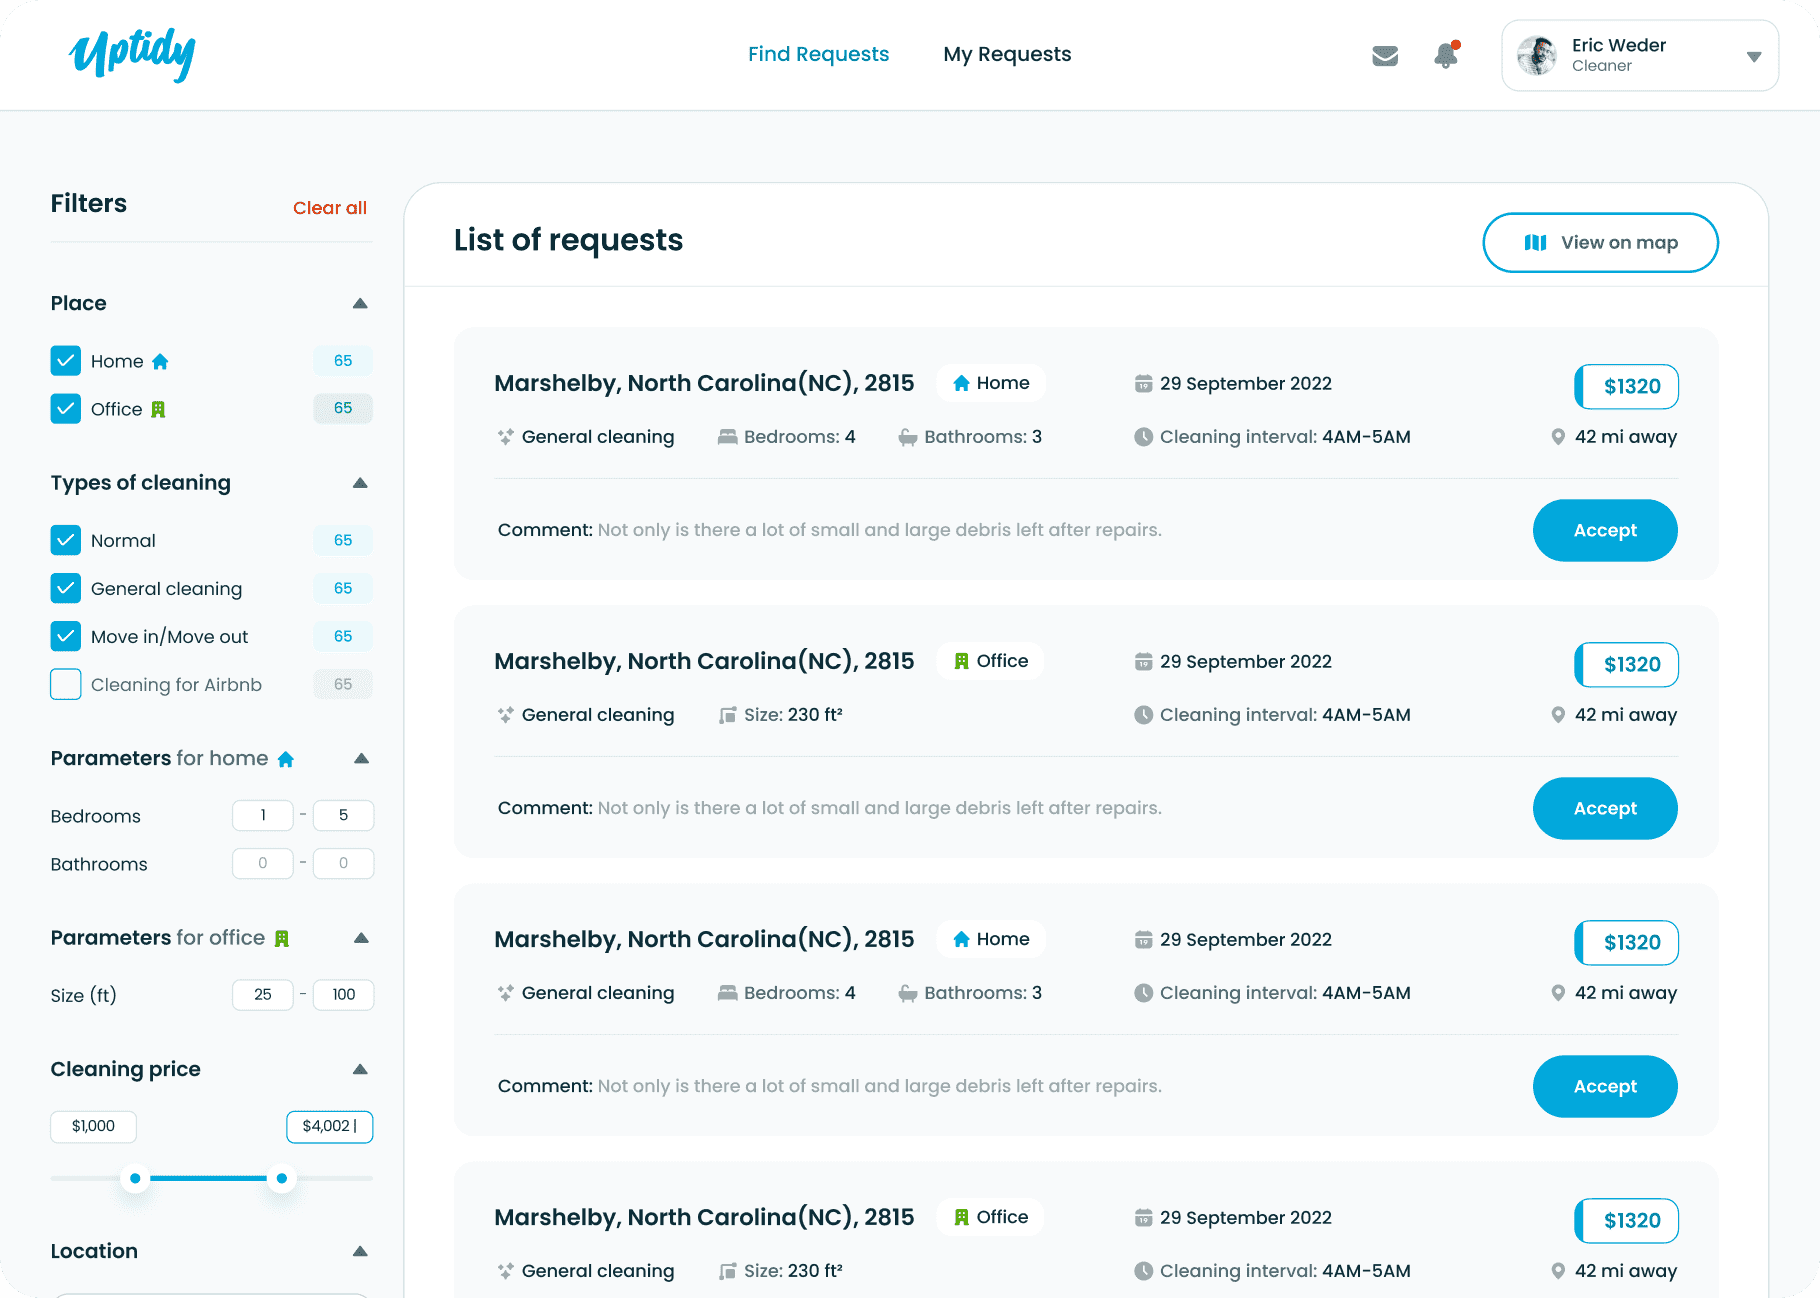 Uptidy
Find Requests
My Requests
Eric Weder
Cleaner
Filters
Clear all
Place
Home 65
Office 65
Types of cleaning
Normal 65
General cleaning 65
Move in/Move out 65
Cleaning for Airbnb 65
Parameters for home
Bedrooms 1 - 5
Bathrooms 0 - 0
Parameters for office
Size (ft) 25 - 100
Cleaning price
$1,000 $4,002
Location
List of requests
View on map
Marshelby, North Carolina(NC), 2815 Home 29 September 2022 $1320
General cleaning Bedrooms: 4 Bathrooms: 3 Cleaning interval: 4AM-5AM 42 mi away
Comment: Not only is there a lot of small and large debris left after repairs. Accept
Marshelby, North Carolina(NC), 2815 Office 29 September 2022 $1320
General cleaning Size: 230 ft² Cleaning interval: 4AM-5AM 42 mi away
Comment: Not only is there a lot of small and large debris left after repairs. Accept
Marshelby, North Carolina(NC), 2815 Home 29 September 2022 $1320
General cleaning Bedrooms: 4 Bathrooms: 3 Cleaning interval: 4AM-5AM 42 mi away
Comment: Not only is there a lot of small and large debris left after repairs. Accept
Marshelby, North Carolina(NC), 2815 Office 29 September 2022 $1320
General cleaning Size: 230 ft² Cleaning interval: 4AM-5AM 42 mi away